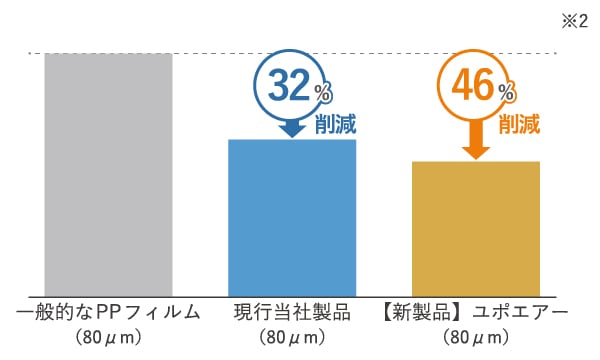 ※2
32%
削減
46%
削減
一般的なPPフィルム
（80μm）
現行当社製品
（80μm）
【新製品】ユポエアー
（80μm）